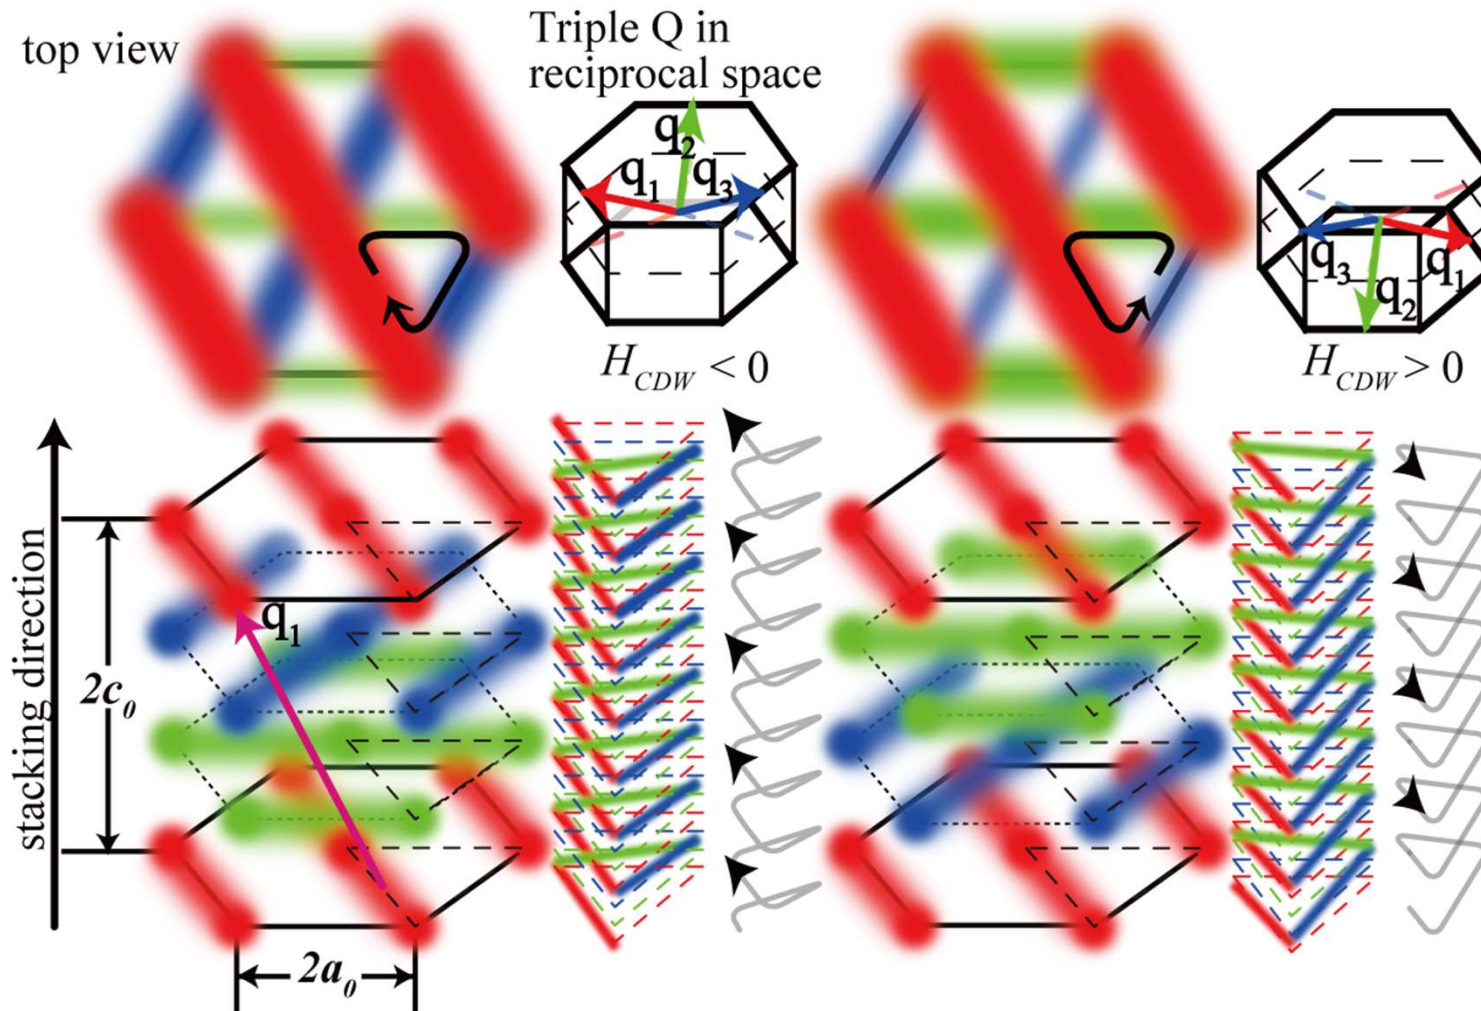 top view
Triple Q in
reciprocal space
q₁
q₂
q₃
H_CDW < 0
q₃
q₂
q₁
H_CDW > 0
stacking direction
2c₀
q₁
2a₀